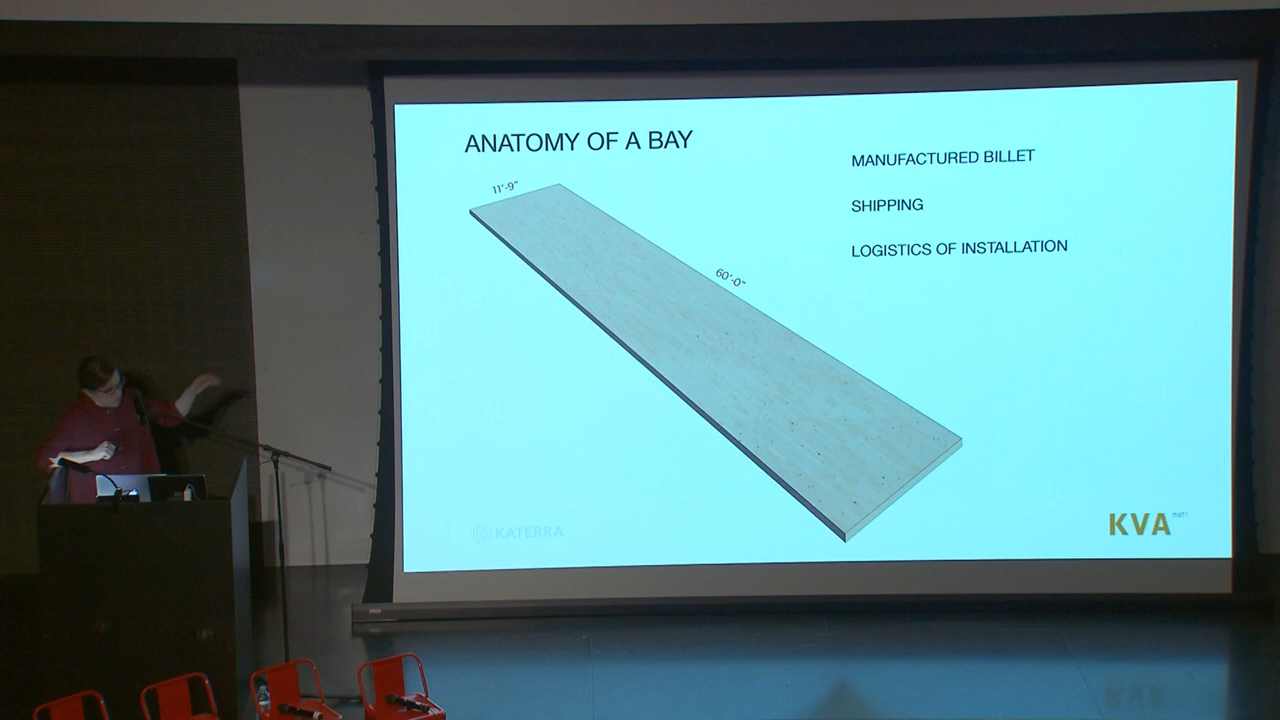 ANATOMY OF A BAY
11'-9"
60'-0"
MANUFACTURED BILLET
SHIPPING
LOGISTICS OF INSTALLATION
KATERRA
KVA